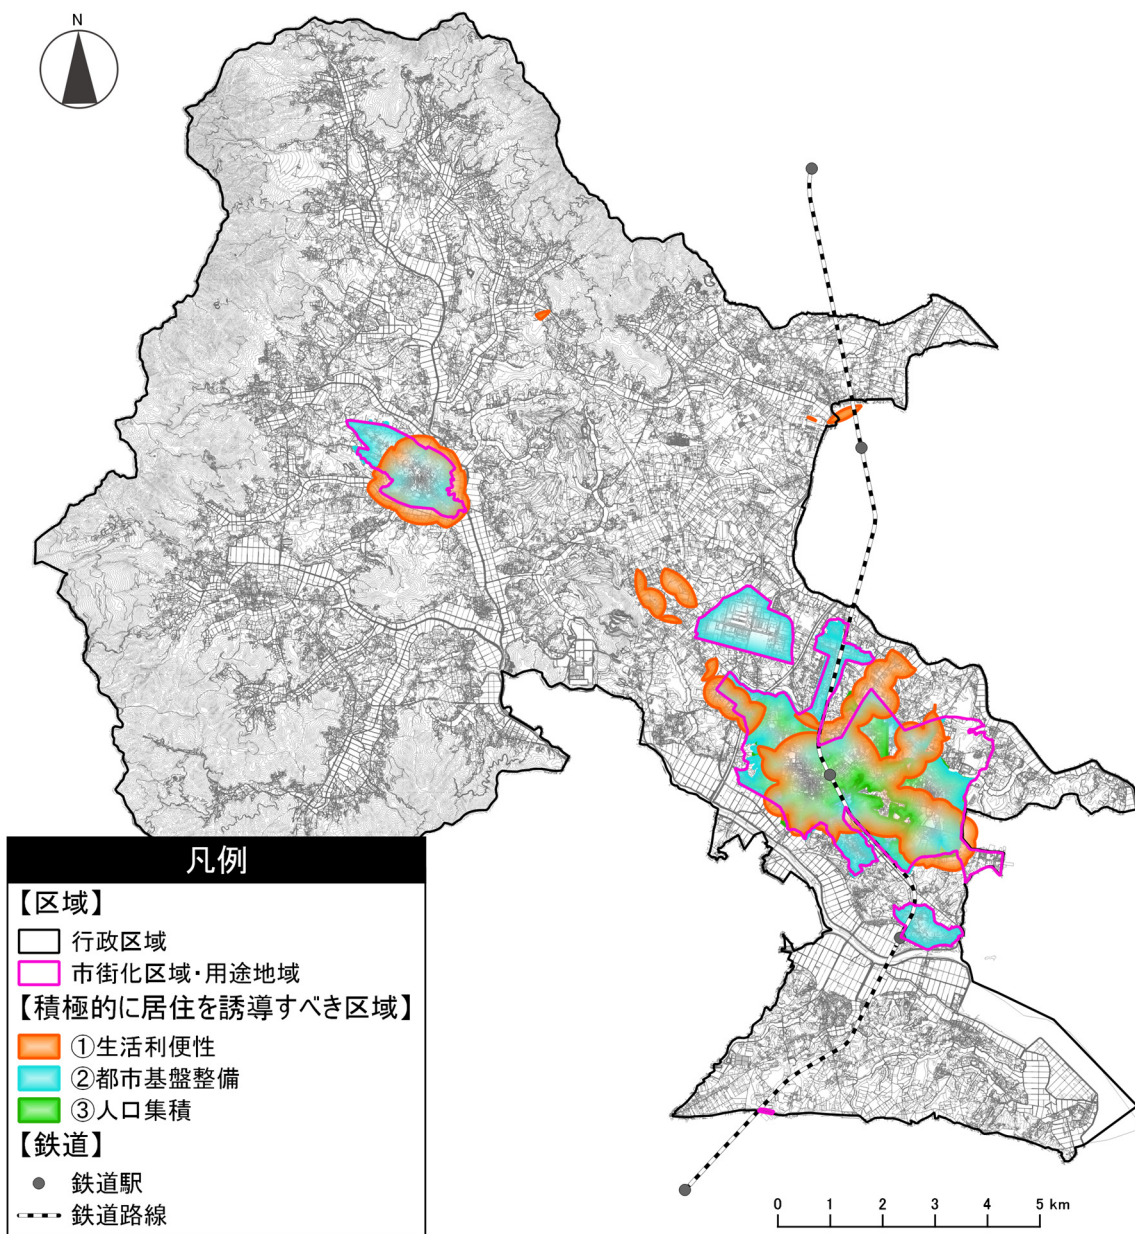 N
凡例
【区域】
行政区域
市街化区域・用途地域
【積極的に居住を誘導すべき区域】
①生活利便性
②都市基盤整備
③人口集積
【鉄道】
鉄道駅
鉄道路線
0 1 2 3 4 5 km